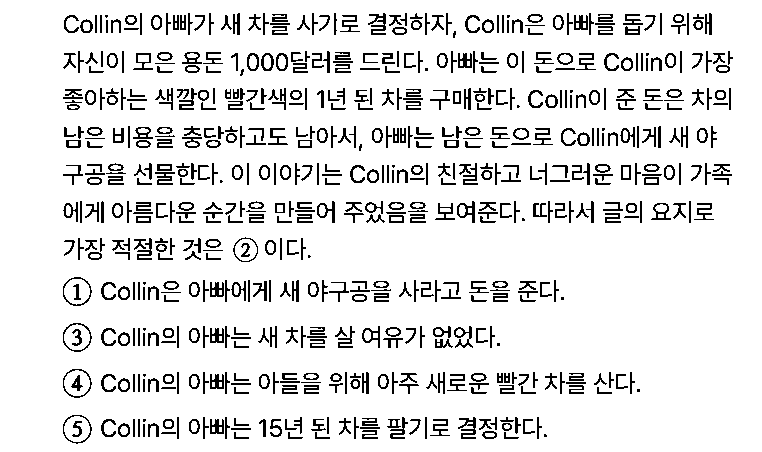 Collin의 아빠가 새 차를 사기로 결정하자, Collin은 아빠를 돕기 위해
자신이 모은 용돈 1,000달러를 드린다. 아빠는 이 돈으로 Collin이 가장
좋아하는 색깔인 빨간색의 1년 된 차를 구매한다. Collin이 준 돈은 차의
남은 비용을 충당하고도 남아서, 아빠는 남은 돈으로 Collin에게 새 야
구공을 선물한다. 이 이야기는 Collin의 친절하고 너그러운 마음이 가족
에게 아름다운 순간을 만들어 주었음을 보여준다. 따라서 글의 요지로
가장 적절한 것은 ②이다.
① Collin은 아빠에게 새 야구공을 사라고 돈을 준다.
③ Collin의 아빠는 새 차를 살 여유가 없었다.
④ Collin의 아빠는 아들을 위해 아주 새로운 빨간 차를 산다.
⑤ Collin의 아빠는 15년 된 차를 팔기로 결정한다.